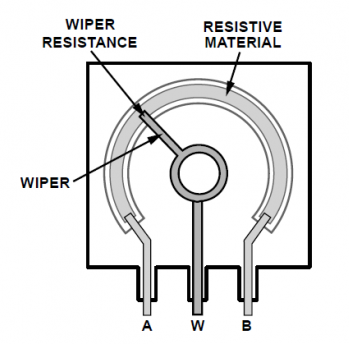 WIPER
RESISTANCE
RESISTIVE
MATERIAL
WIPER
A W B